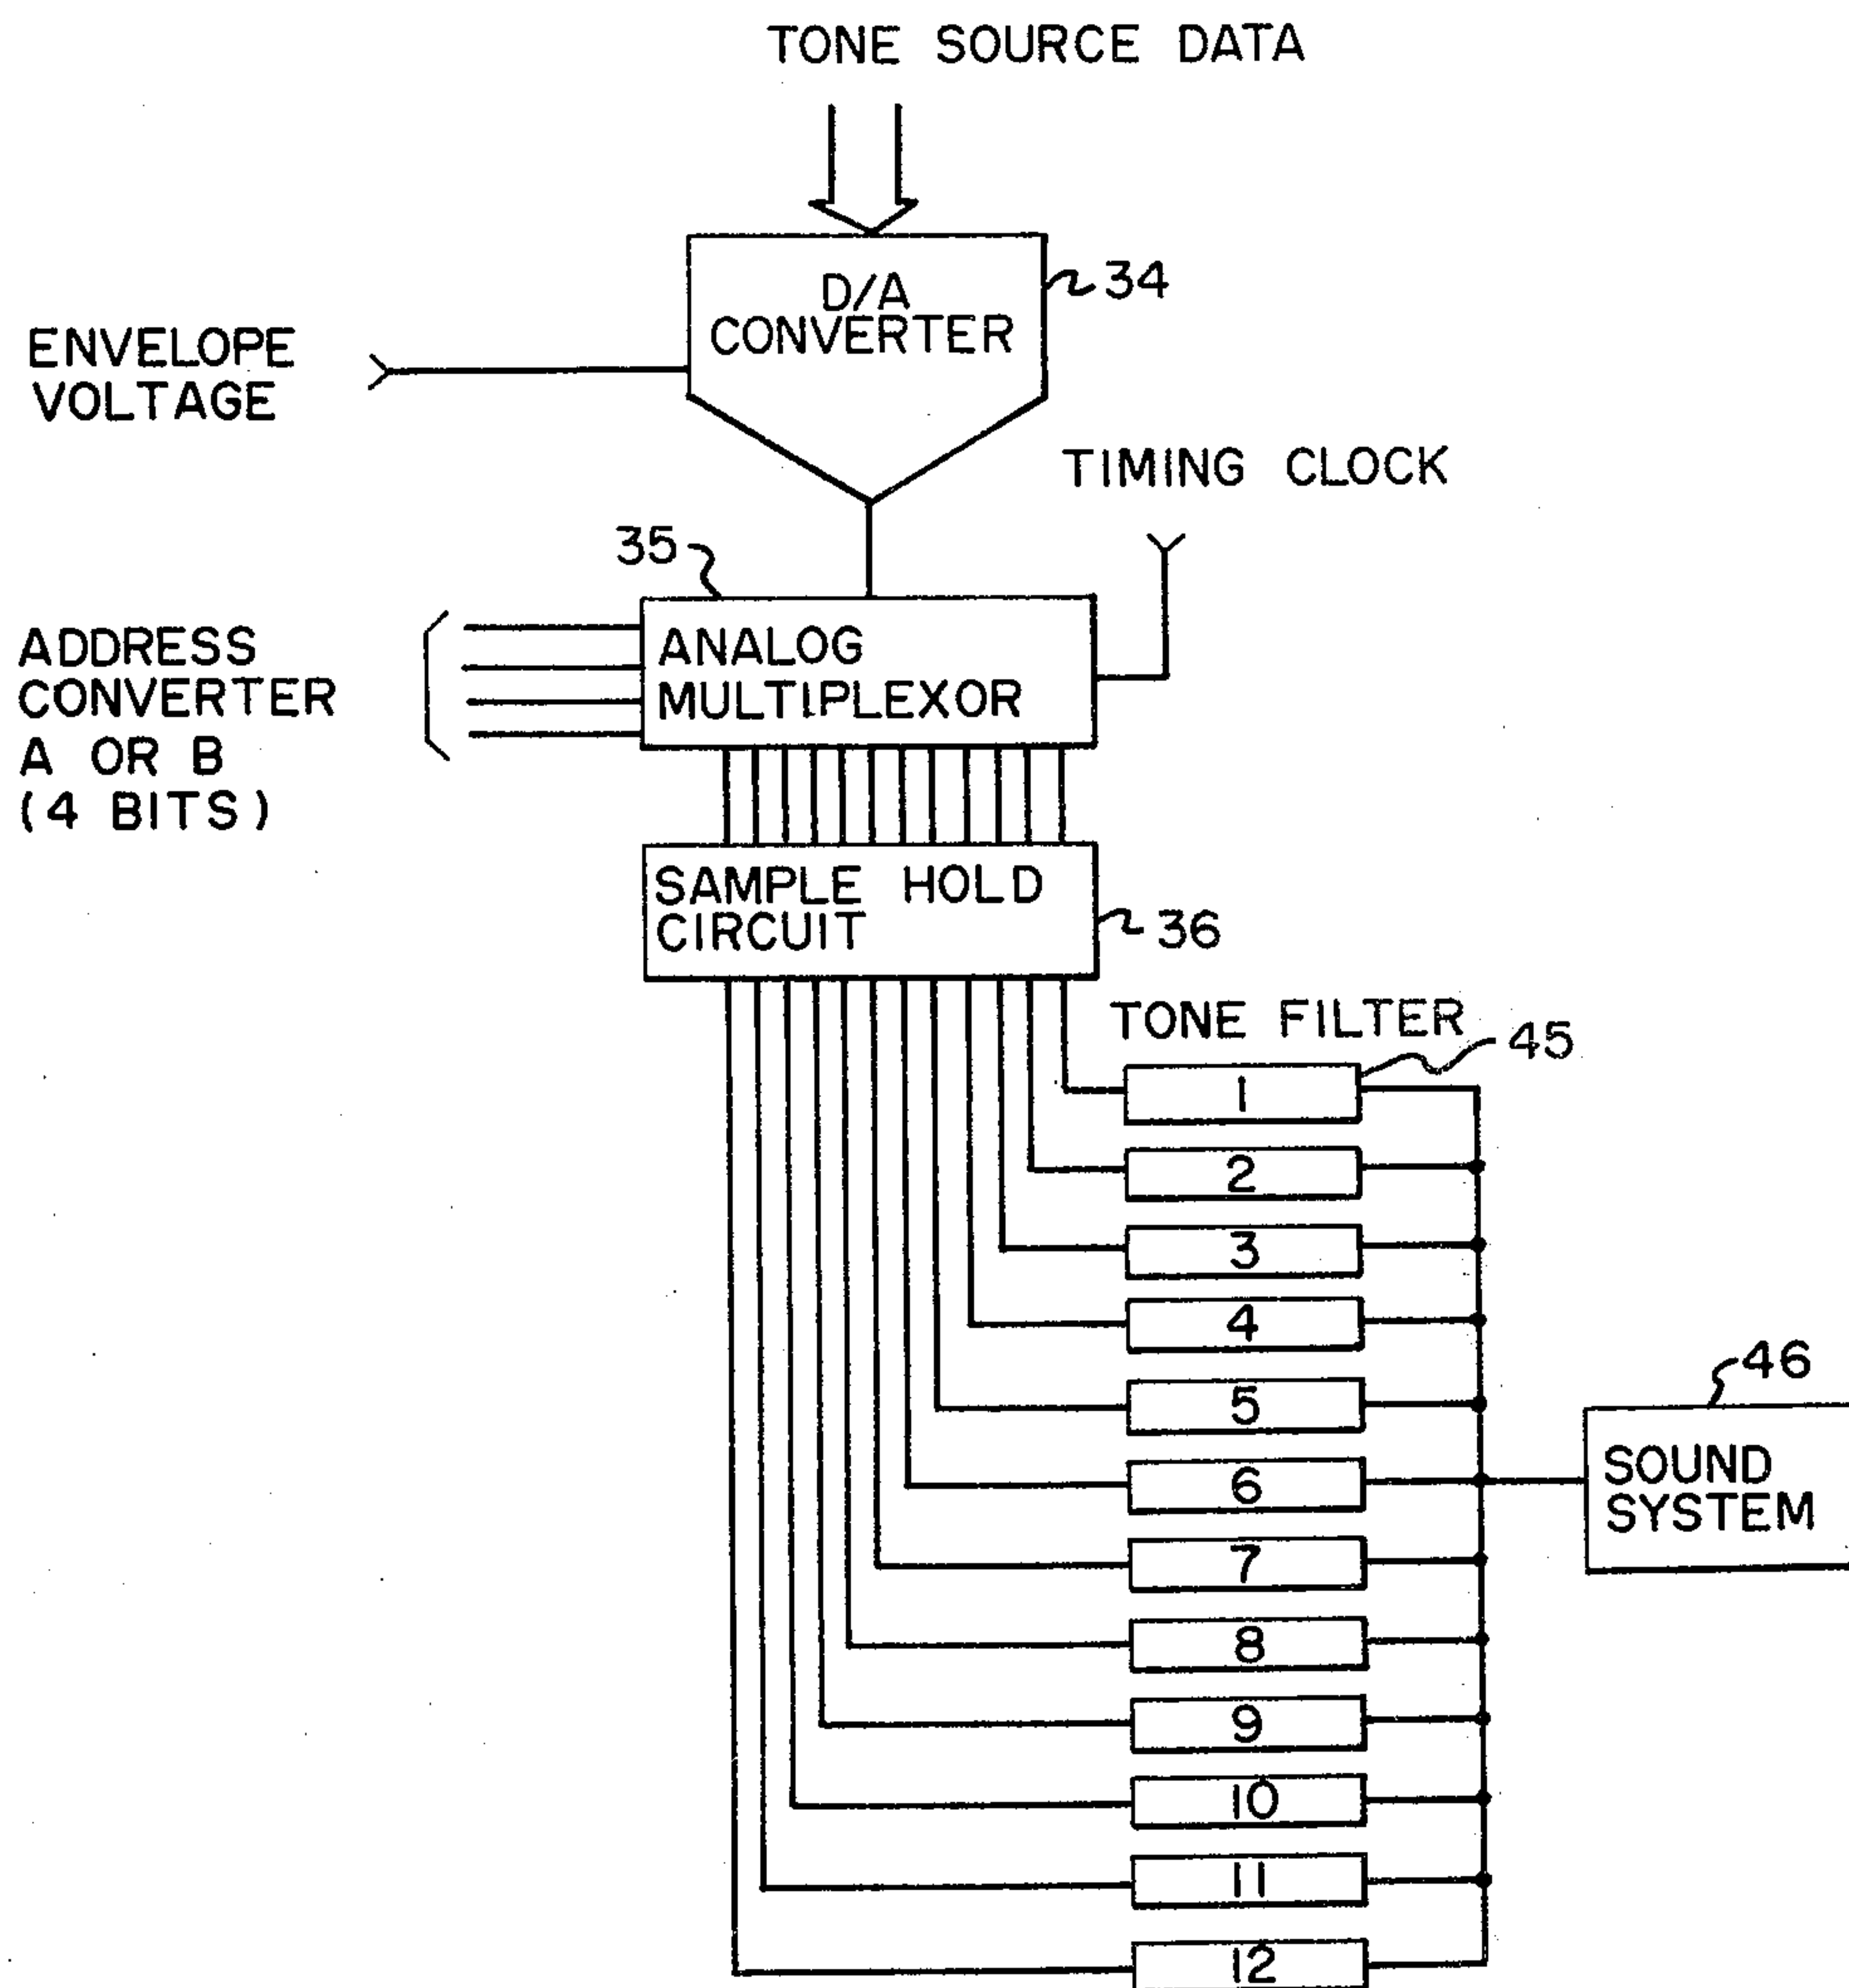 TONE SOURCE DATA
D/A
CONVERTER
34
ENVELOPE
VOLTAGE
TIMING CLOCK
35
ADDRESS
CONVERTER
A OR B
(4 BITS)
ANALOG
MULTIPLEXOR
SAMPLE HOLD
CIRCUIT
36
TONE FILTER
45
1
2
3
4
5
6
7
8
9
10
11
12
46
SOUND
SYSTEM